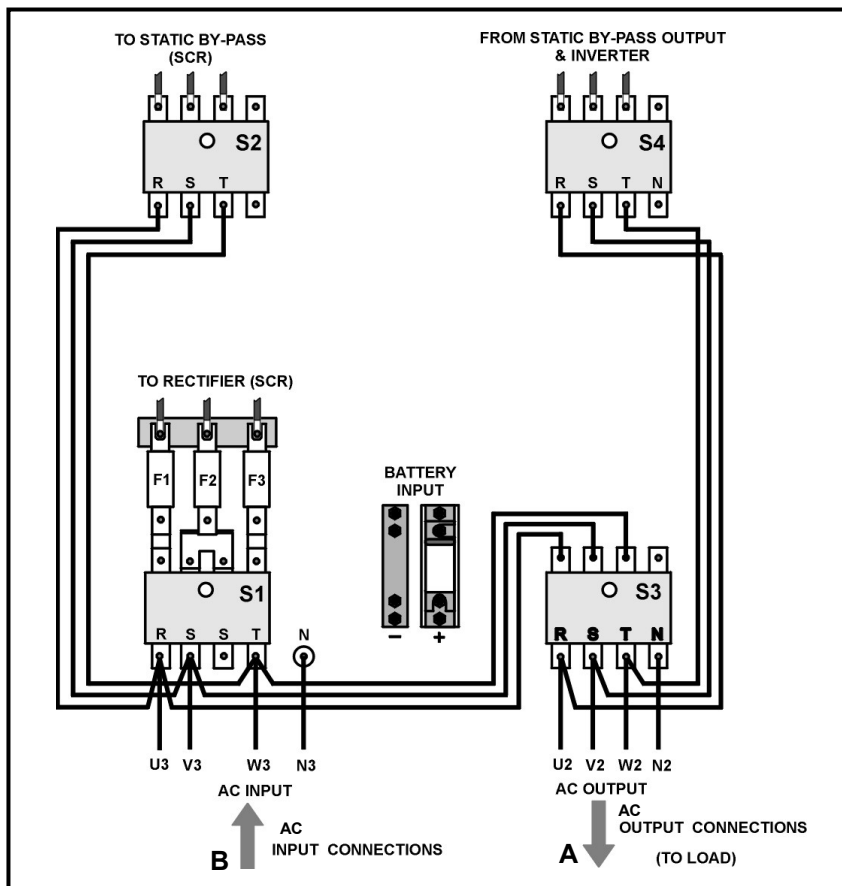 TO STATIC BY-PASS
(SCR)
FROM STATIC BY-PASS OUTPUT
& INVERTER
S2
R S T
S4
R S T N
TO RECTIFIER (SCR)
F1 F2 F3
BATTERY
INPUT
- +
S1
R S S T
N
S3
R S T N
U3 V3 W3 N3
U2 V2 W2 N2
AC INPUT
AC OUTPUT
B
AC
INPUT CONNECTIONS
A
AC
OUTPUT CONNECTIONS
(TO LOAD)